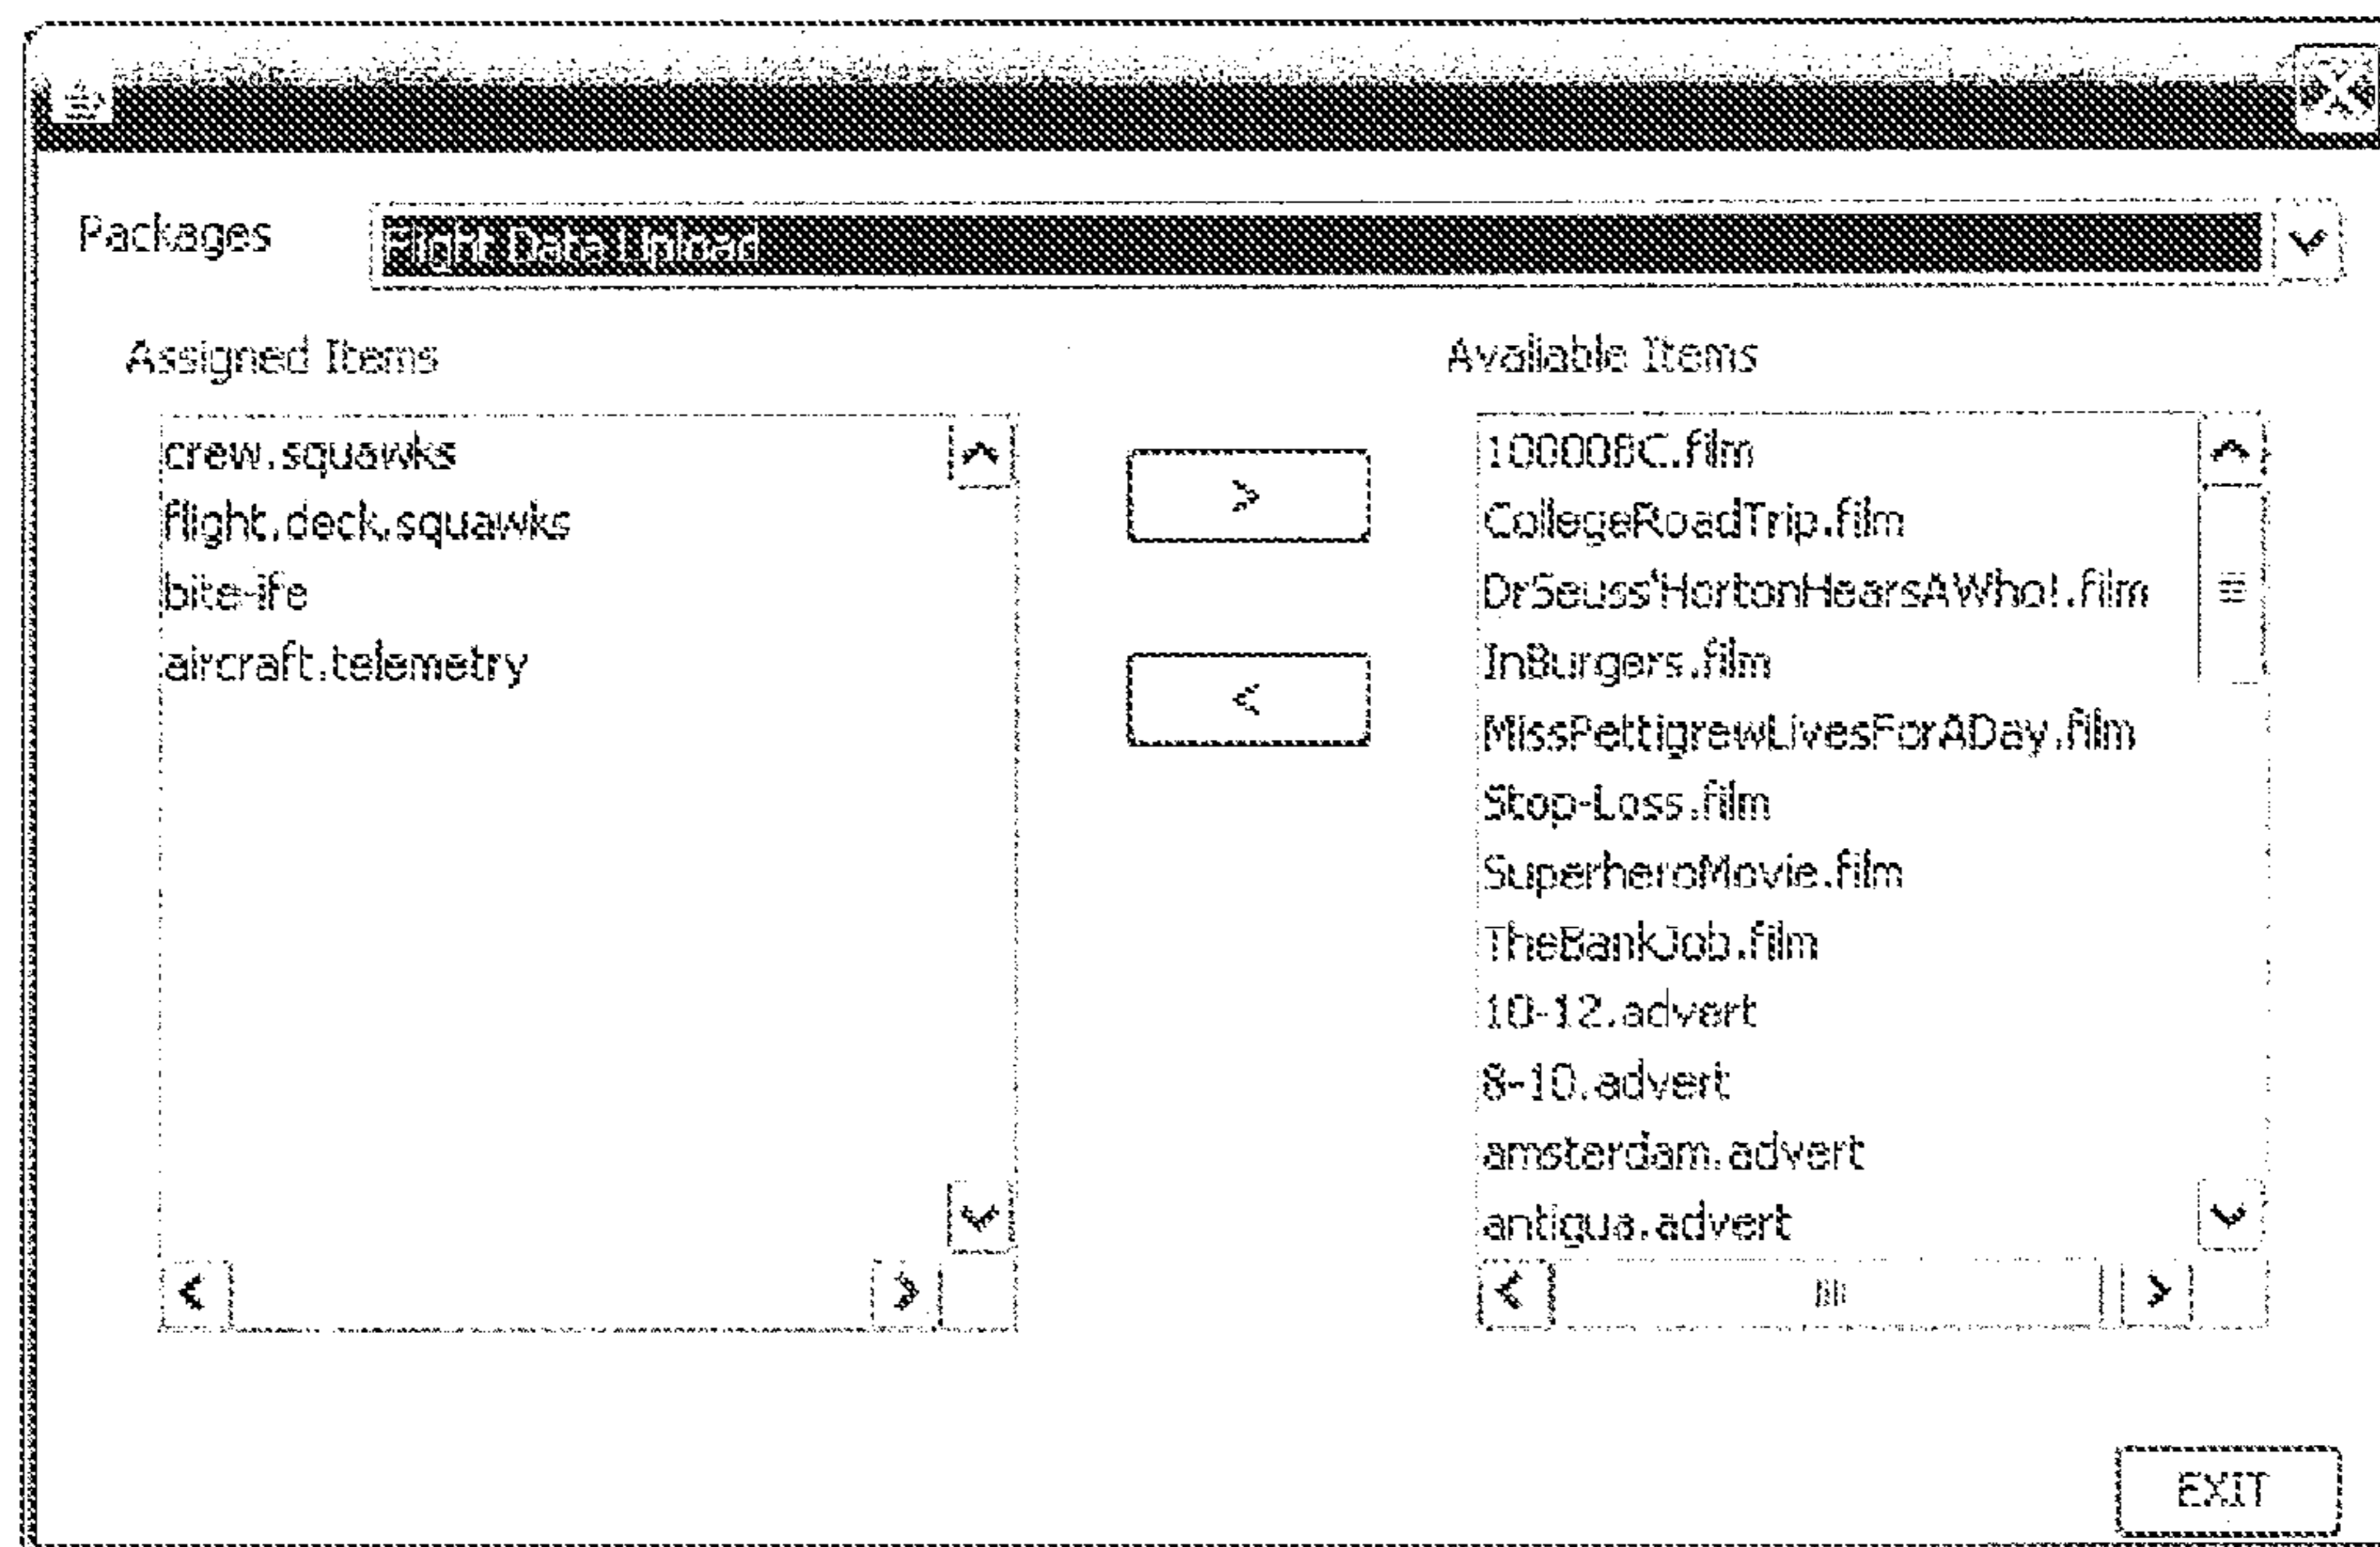 Packages
Flight Data Upload
Assigned Items
Available Items
crew.squawks
flight.deck.squawks
bite-ife
aircraft.telemetry
>
<
100008C.film
CollegeRoadTrip.film
DrSeuss'HortonHearsAWho!.film
InBurgers.film
MissPettigrewLivesForADay.film
Stop-Loss.film
SuperheroMovie.film
TheBankJob.film
10-12.advert
8-10.advert
amsterdam.advert
antigua.advert
EXIT